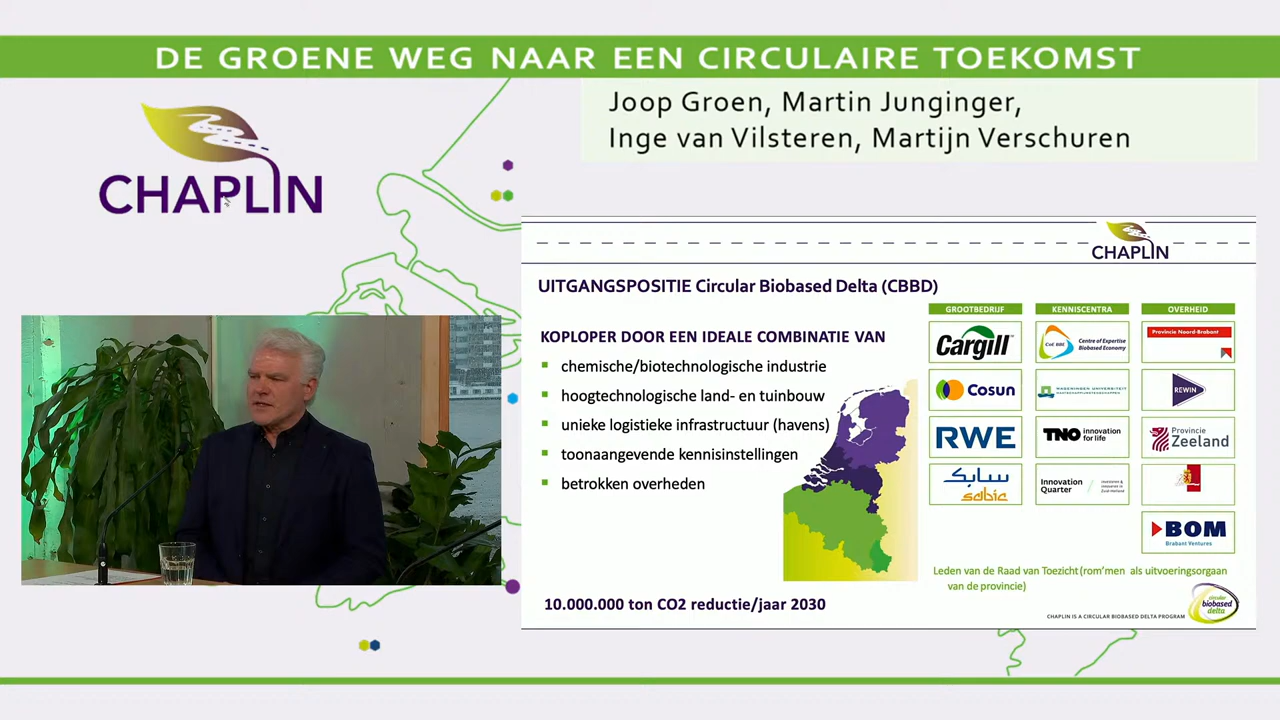 DE GROENE WEG NAAR EEN CIRCULAIRE TOEKOMST
Joop Groen, Martin Junginger,
Inge van Vilsteren, Martijn Verschuren
CHAPLIN
CHAPLIN
UITGANGSPOSITIE Circular Biobased Delta (CBBD)
KOPLOPER DOOR EEN IDEALE COMBINATIE VAN
chemische/biotechnologische industrie
hoogtechnologische land- en tuinbouw
unieke logistieke infrastructuur (havens)
toonaangevende kennisinstellingen
betrokken overheden
10.000.000 ton CO2 reductie/jaar 2030
GROOTBEDRIJF
Cargill
Cosun
RWE
سابك
sabic
KENNISCENTRA
CoE BBE
Centre of Expertise
Biobased Economy
WAGENINGEN UNIVERSITEIT
TNO innovation
for life
Innovation
Quarter
OVERHEID
Provincie Noord-Brabant
REWIN
Provincie
Zeeland
BOM
Brabant Ventures
Leden van de Raad van Toezicht (rom'men als uitvoeringsorgaan
van de provincie)
CHAPLIN IS A CIRCULAR BIOBASED DELTA PROGRAM
circular
biobased
delta